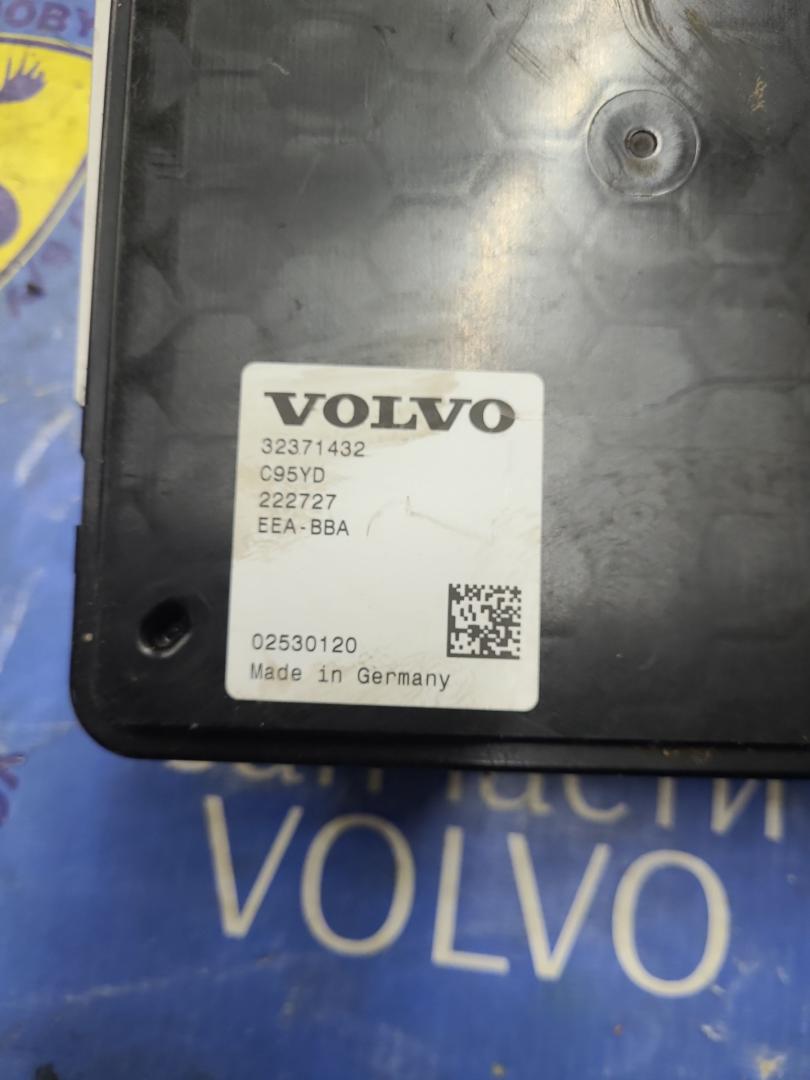 VOLVO
32371432
C95YD
222727
EEA-BBA
02530120
Made in Germany
VOLVO